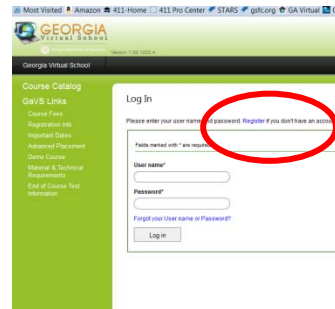 Most Visited Amazon 411-Home 411 Pro Center STARS gsfc.org GA Virtual
GEORGIA
Virtual School
Version 1.20.1222.4
Georgia Virtual School
Course Catalog
GaVS Links
Course Fees
Registration Info
Important Dates
Advanced Placement
Demo Course
Material & Technical
Requirements
End of Course Test
Information
Log In
Please enter your user name and password. Register if you don't have an accou
Fields marked with * are required
User name*
Password*
Forgot your User name or Password?
Log in